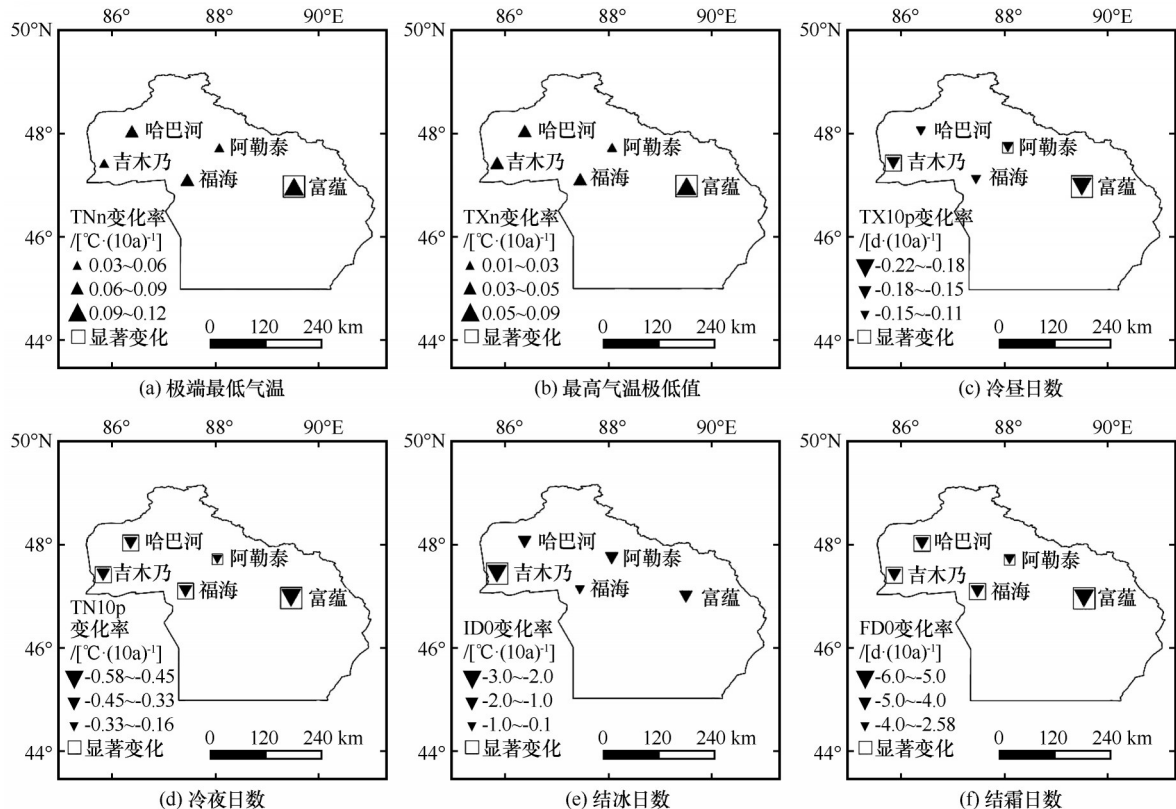 86° 88° 90°E
50°N
48°
46°
44°
哈巴河
阿勒泰
吉木乃
福海
富蕴
TNn变化率
/[℃·(10a)⁻¹]
0.03~0.06
0.06~0.09
0.09~0.12
显著变化
0 120 240 km
(a) 极端最低气温
86° 88° 90°E
50°N
48°
46°
44°
哈巴河
阿勒泰
吉木乃
福海
富蕴
TXn变化率
/[℃·(10a)⁻¹]
0.01~0.03
0.03~0.05
0.05~0.09
显著变化
0 120 240 km
(b) 最高气温极低值
86° 88° 90°E
50°N
48°
46°
44°
哈巴河
阿勒泰
吉木乃
福海
富蕴
TX10p变化率
/[d·(10a)⁻¹]
-0.22~-0.18
-0.18~-0.15
-0.15~-0.11
显著变化
0 120 240 km
(c) 冷昼日数
86° 88° 90°E
50°N
48°
46°
44°
哈巴河
阿勒泰
吉木乃
福海
富蕴
TN10p
变化率
/[℃·(10a)⁻¹]
-0.58~-0.45
-0.45~-0.33
-0.33~-0.16
显著变化
0 120 240 km
(d) 冷夜日数
86° 88° 90°E
50°N
48°
46°
44°
哈巴河
阿勒泰
吉木乃
福海
富蕴
ID0变化率
/[℃·(10a)⁻¹]
-3.0~-2.0
-2.0~-1.0
-1.0~-0.1
显著变化
0 120 240 km
(e) 结冰日数
86° 88° 90°E
50°N
48°
46°
44°
哈巴河
阿勒泰
吉木乃
福海
富蕴
FD0变化率
/[d·(10a)⁻¹]
-6.0~-5.0
-5.0~-4.0
-4.0~-2.58
显著变化
0 120 240 km
(f) 结霜日数